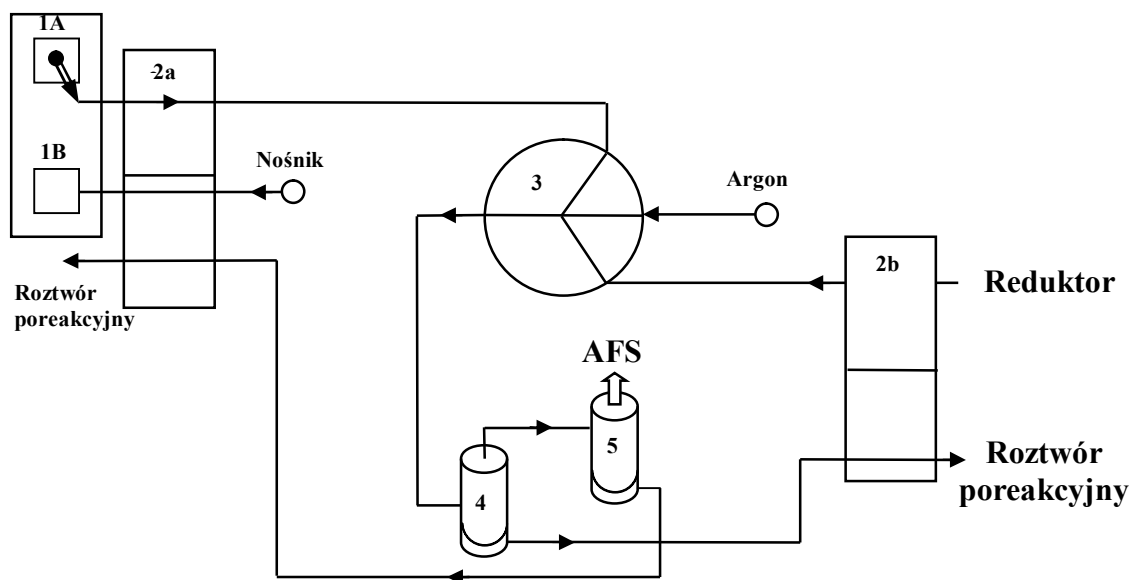 1A
2a
1B
Nośnik
3
Argon
2b
Roztwór
poreakcyjny
Reduktor
AFS
5
4
Roztwór
poreakcyjny